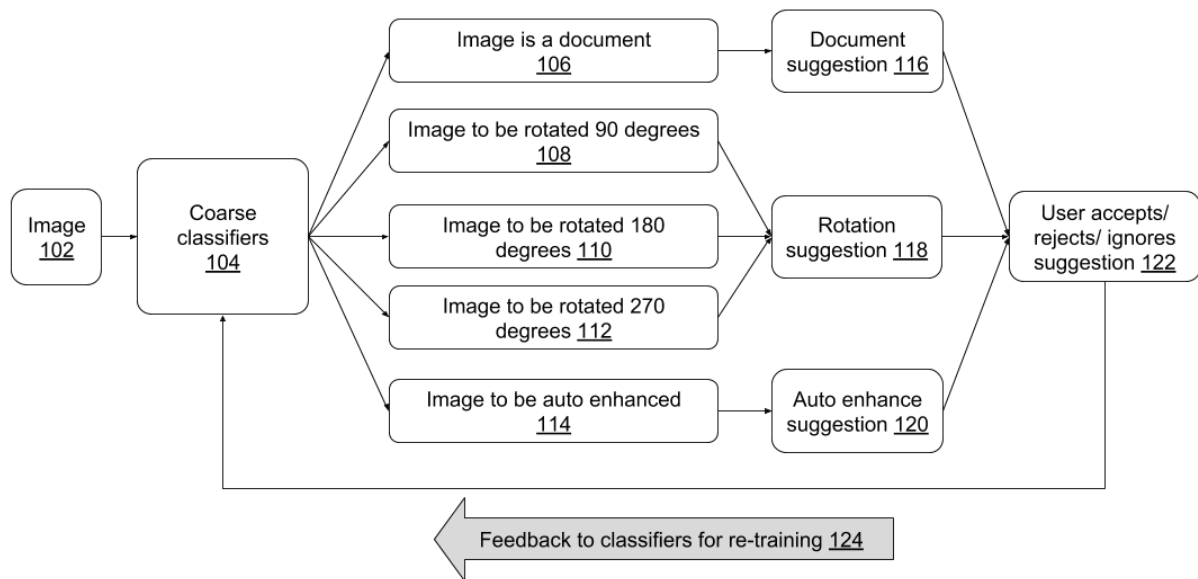 Image is a document
106
Document
suggestion 116
Image to be rotated 90 degrees
108
Image
102
Coarse
classifiers
104
Image to be rotated 180
degrees 110
Rotation
suggestion 118
User accepts/
rejects/ ignores
suggestion 122
Image to be rotated 270
degrees 112
Image to be auto enhanced
114
Auto enhance
suggestion 120
Feedback to classifiers for re-training 124